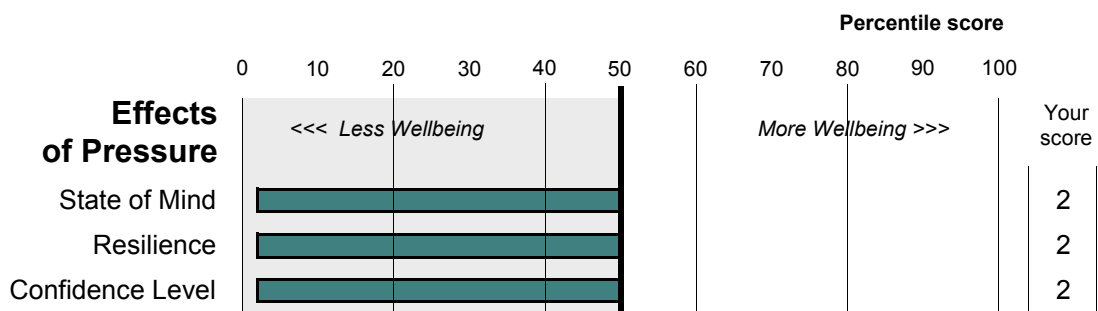 Percentile score
0 10 20 30 40 50 60 70 80 90 100
Effects
of Pressure
<<< Less Wellbeing
More Wellbeing >>>
Your
score
State of Mind 2
Resilience 2
Confidence Level 2